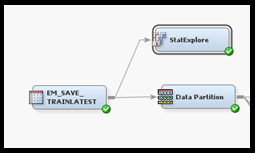 StatExplore
EM_SAVE_
TRAINLATEST
Data Partition